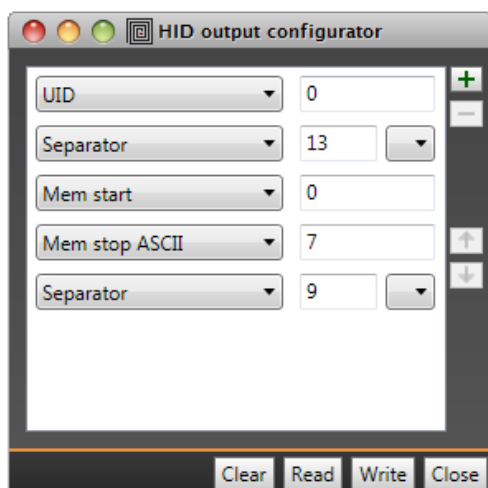 HID output configurator
UID 0
Separator 13
Mem start 0
Mem stop ASCII 7
Separator 9
Clear Read Write Close